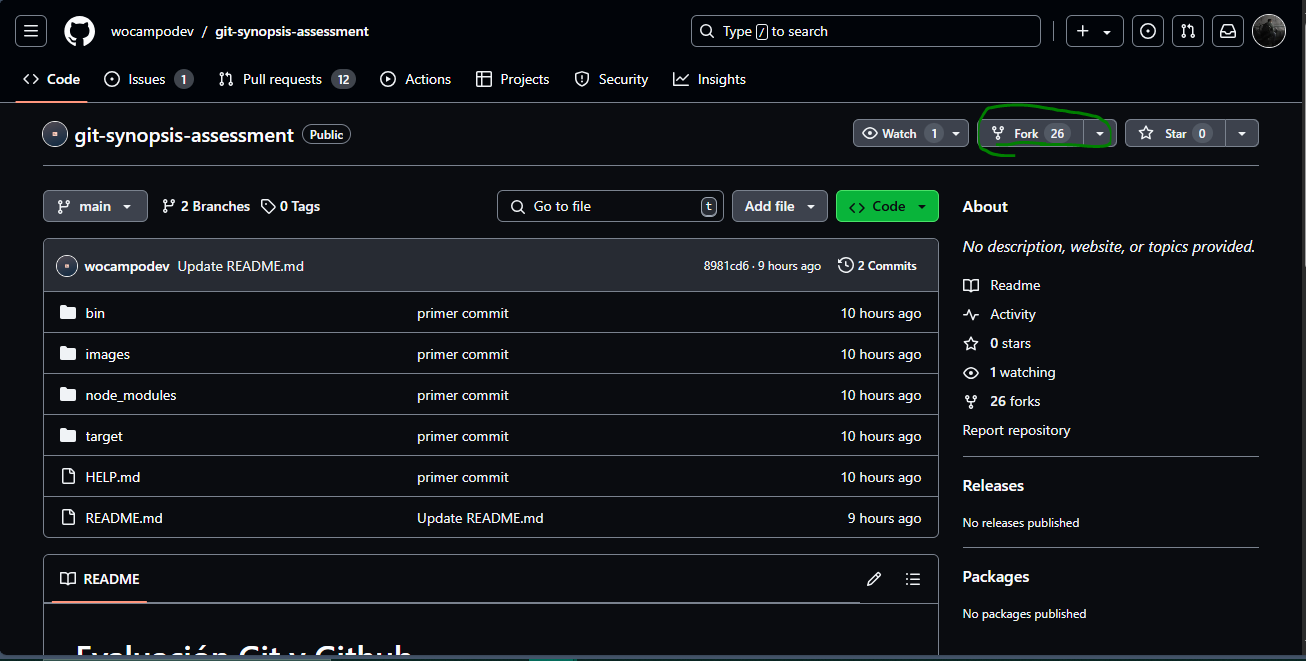 wocampodev / git-synopsis-assessment
Type / to search
Code
Issues 1
Pull requests 12
Actions
Projects
Security
Insights
git-synopsis-assessment Public
Watch 1
Fork 26
Star 0
main
2 Branches
0 Tags
Go to file t
Add file
Code
wocampodev Update README.md 8981cd6 · 9 hours ago 2 Commits
bin primer commit 10 hours ago
images primer commit 10 hours ago
node_modules primer commit 10 hours ago
target primer commit 10 hours ago
HELP.md primer commit 10 hours ago
README.md Update README.md 9 hours ago
README
Evaluación Git y Github
About
No description, website, or topics provided.
Readme
Activity
0 stars
1 watching
26 forks
Report repository
Releases
No releases published
Packages
No packages published